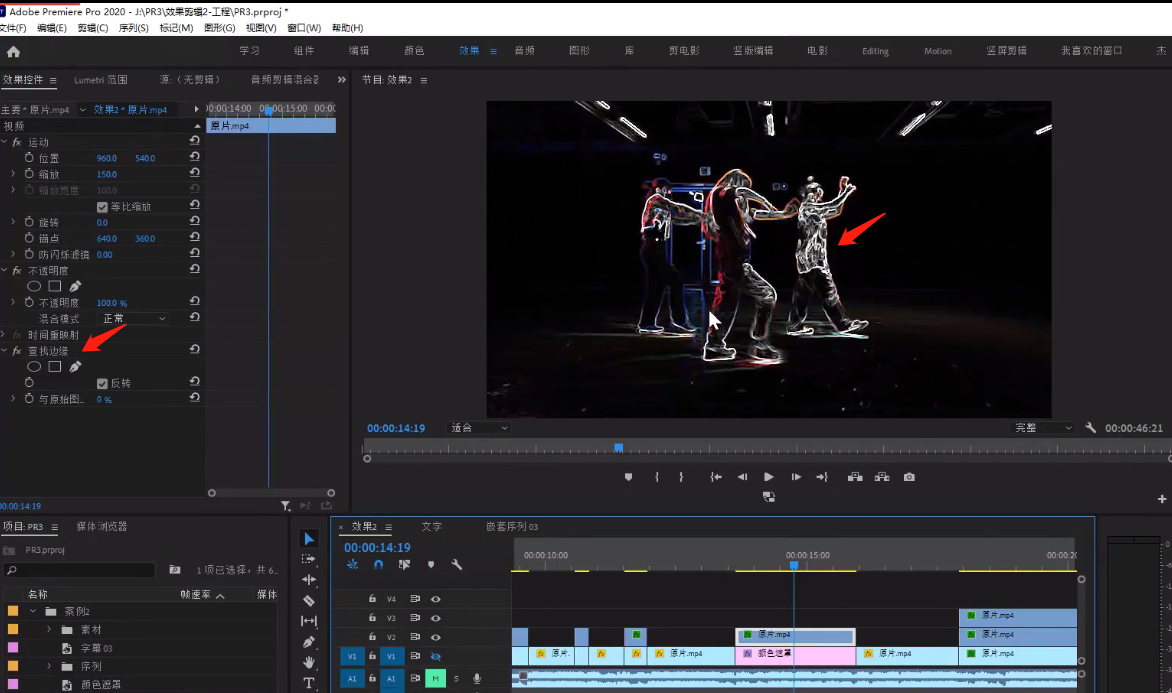 Adobe Premiere Pro 2020 - J:\PR3\效果剪辑2-工程\PR3.prproj *
文件(F) 编辑(E) 剪辑(C) 序列(S) 标记(M) 图形(G) 视图(V) 窗口(W) 帮助(H)
学习 组件 编辑 颜色 效果 音频 图形 库 剪电影 竖版编辑 电影 Editing Motion 竖屏剪辑 我喜欢的窗口 杰
效果控件 Lumetri 范围 源:(无剪辑) 音频剪辑混合器 节目: 效果2
主要 * 原片.mp4 效果2 * 原片.mp4 0:00:14:00 00:00:15:00 00:00
视频 原片.mp4
fx 运动
位置 960.0 540.0
缩放 150.0
缩放宽度 100.0
等比缩放
旋转 0.0
锚点 640.0 360.0
防闪烁滤镜 0.00
fx 不透明度
不透明度 100.0 %
混合模式 正常
fx 时间重映射
fx 查找边缘
反转
与原始图... 0 %
00:00:14:19 适合 完整 00:00:46:21
00:00:14:19
项目: PR3 媒体浏览器 效果2 文字 嵌套序列 03
PR3.prproj 00:00:14:19 00:00:10:00 00:00:15:00 00:00:20
1 项已选择，共 6...
名称 帧速率 媒体
案例2
素材
字幕 03
序列
颜色遮罩
V4
V3 fx 原片.mp4
V2 fx fx 原片.mp4 fx 原片.mp4
V1 V1 fx 原片. fx fx fx 原片.mp4 fx 颜色遮罩 fx 原片.mp4 fx 原片.mp4
A1 A1 M S